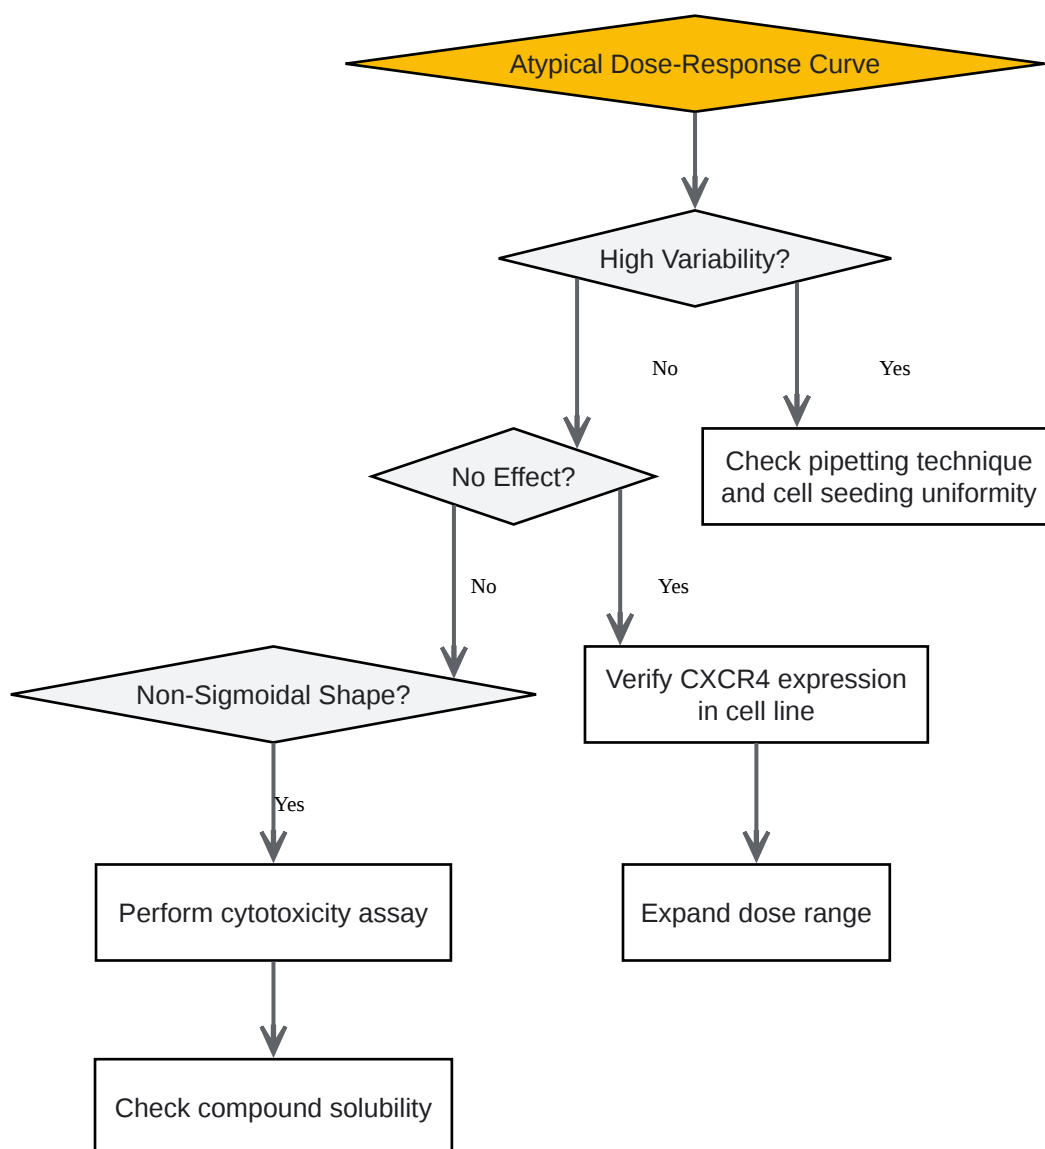 Atypical Dose-Response Curve
High Variability?
No
Yes
Check pipetting technique
and cell seeding uniformity
No Effect?
No
Yes
Non-Sigmoidal Shape?
Verify CXCR4 expression
in cell line
Yes
Perform cytotoxicity assay
Expand dose range
Check compound solubility